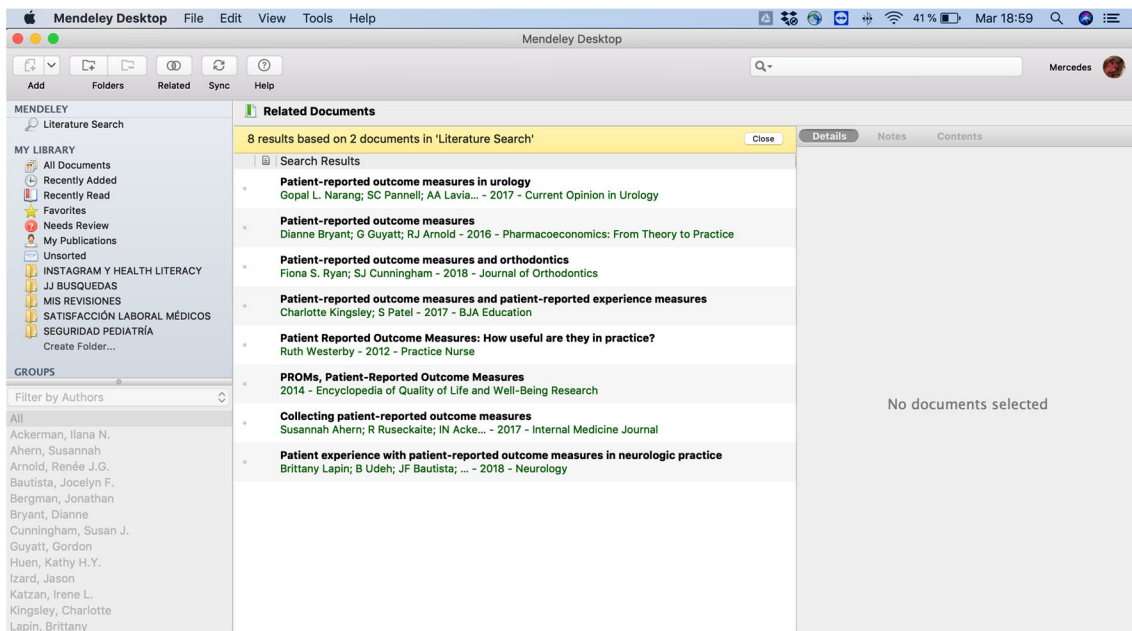 Mendeley Desktop File Edit View Tools Help 41 % Mar 18:59
Mendeley Desktop
Add Folders Related Sync Help Mercedes
MENDELEY
Literature Search
MY LIBRARY
All Documents
Recently Added
Recently Read
Favorites
Needs Review
My Publications
Unsorted
INSTAGRAM Y HEALTH LITERACY
JJ BUSQUEDAS
MIS REVISIONES
SATISFACCIÓN LABORAL MÉDICOS
SEGURIDAD PEDIATRÍA
Create Folder...
GROUPS
Filter by Authors
All
Ackerman, Ilana N.
Ahern, Susannah
Arnold, Renée J.G.
Bautista, Jocelyn F.
Bergman, Jonathan
Bryant, Dianne
Cunningham, Susan J.
Guyatt, Gordon
Huen, Kathy H.Y.
Izard, Jason
Katzan, Irene L.
Kingsley, Charlotte
Lapin, Brittany
Related Documents
8 results based on 2 documents in 'Literature Search' Close
Search Results
Patient-reported outcome measures in urology
Gopal L. Narang; SC Pannell; AA Lavia... - 2017 - Current Opinion in Urology
Patient-reported outcome measures
Dianne Bryant; G Guyatt; RJ Arnold - 2016 - Pharmacoeconomics: From Theory to Practice
Patient-reported outcome measures and orthodontics
Fiona S. Ryan; SJ Cunningham - 2018 - Journal of Orthodontics
Patient-reported outcome measures and patient-reported experience measures
Charlotte Kingsley; S Patel - 2017 - BJA Education
Patient Reported Outcome Measures: How useful are they in practice?
Ruth Westerby - 2012 - Practice Nurse
PROMs, Patient-Reported Outcome Measures
2014 - Encyclopedia of Quality of Life and Well-Being Research
Collecting patient-reported outcome measures
Susannah Ahern; R Ruseckaite; IN Acke... - 2017 - Internal Medicine Journal
Patient experience with patient-reported outcome measures in neurologic practice
Brittany Lapin; B Udeh; JF Bautista; ... - 2018 - Neurology
Details Notes Contents
No documents selected